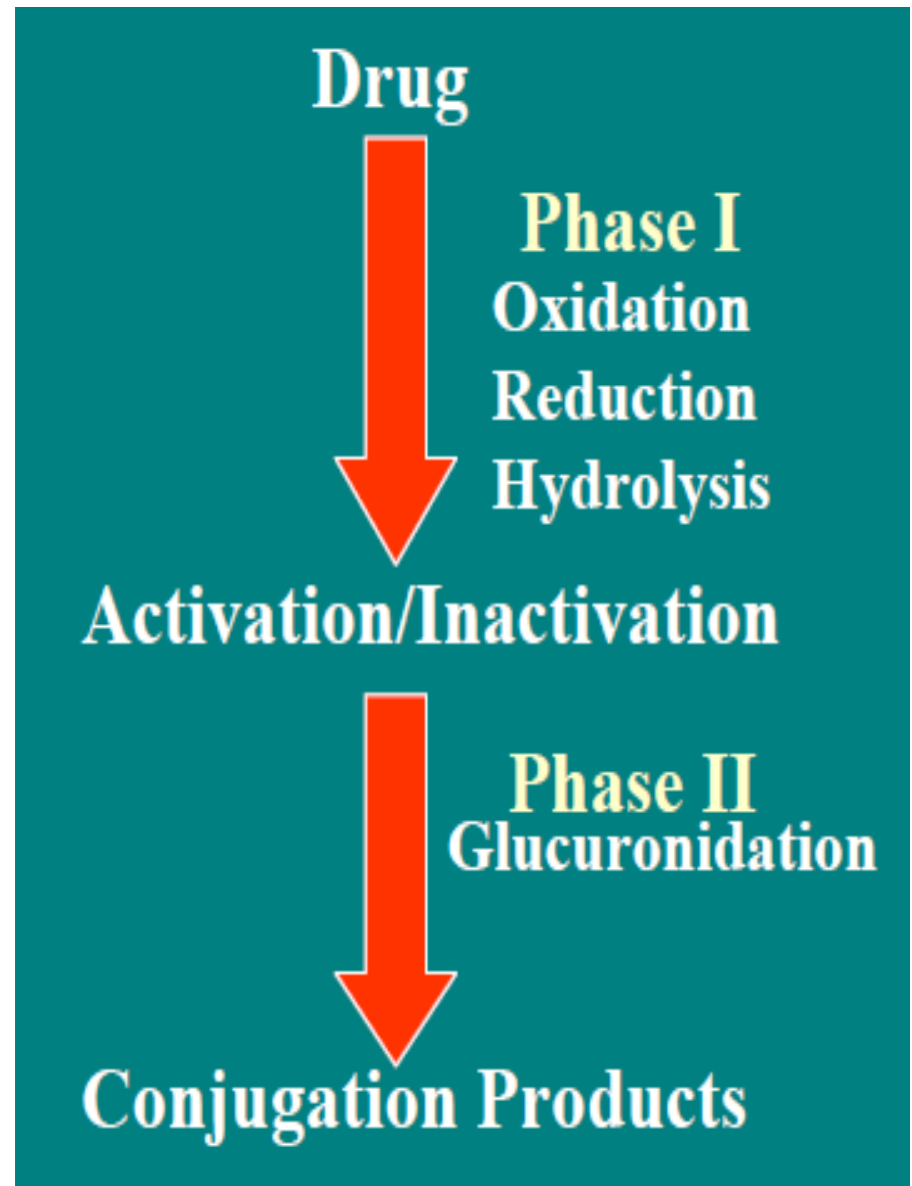 Drug
Phase I
Oxidation
Reduction
Hydrolysis
Activation/Inactivation
Phase II
Glucuronidation
Conjugation Products